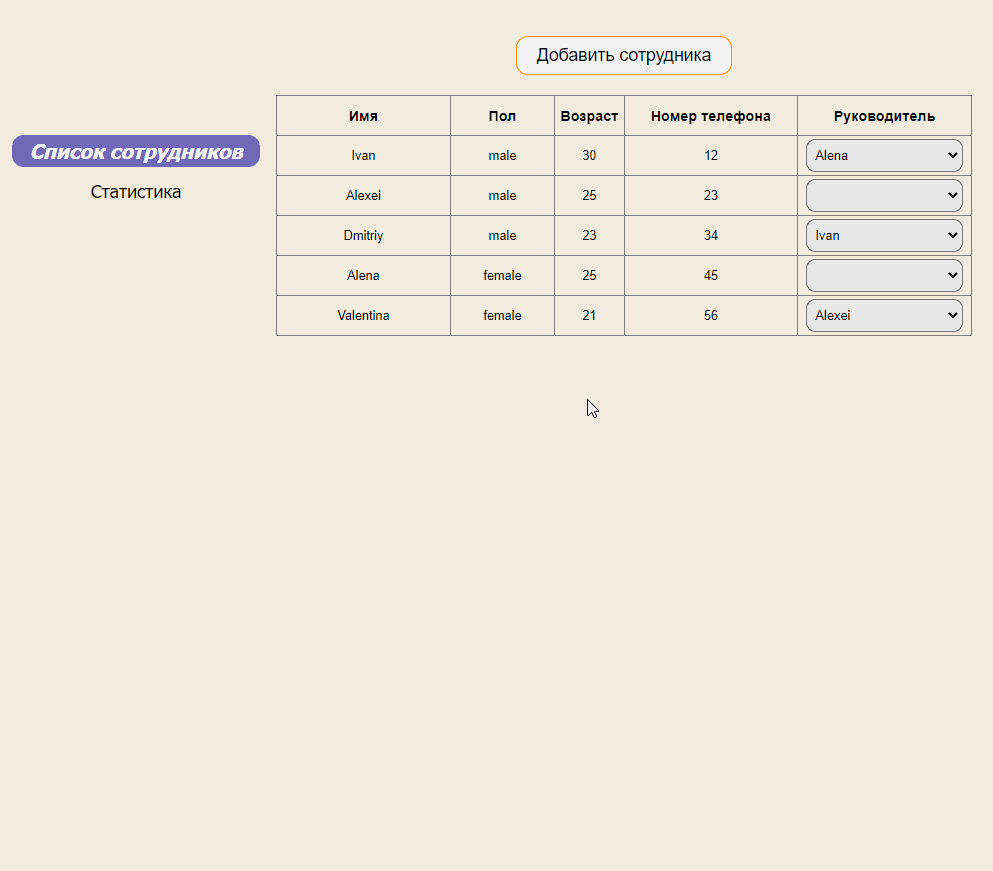 Добавить сотрудника
Список сотрудников
Статистика
Имя Пол Возраст Номер телефона Руководитель
Ivan male 30 12 Alena
Alexei male 25 23
Dmitriy male 23 34 Ivan
Alena female 25 45
Valentina female 21 56 Alexei